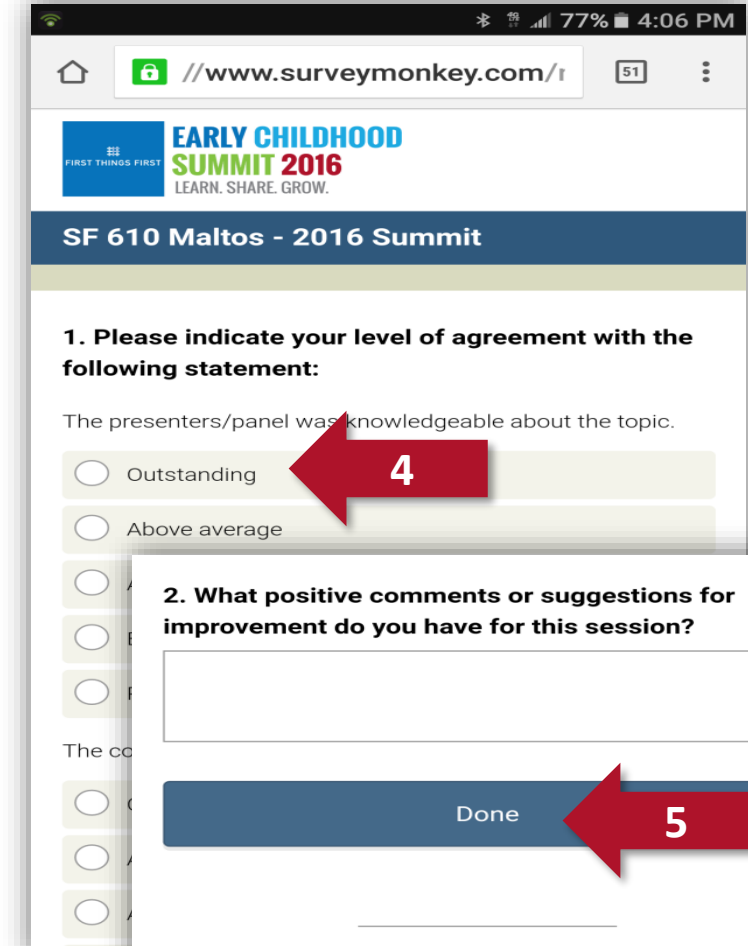 4G 77% 4:06 PM
//www.surveymonkey.com/r
51
FIRST THINGS FIRST
EARLY CHILDHOOD
SUMMIT 2016
LEARN. SHARE. GROW.
SF 610 Maltos - 2016 Summit
1. Please indicate your level of agreement with the
following statement:
The presenters/panel was knowledgeable about the topic.
Outstanding
4
Above average
2. What positive comments or suggestions for
improvement do you have for this session?
The co
Done
5